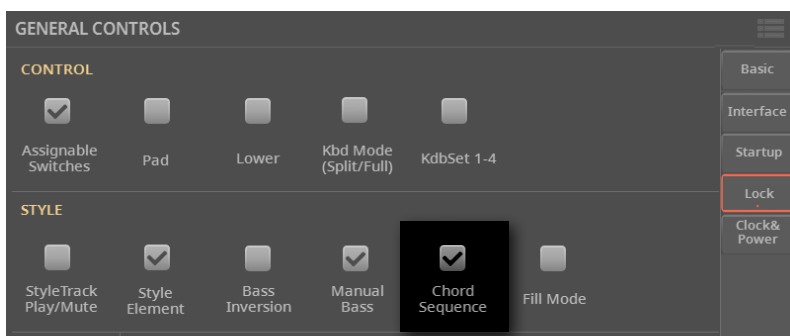 GENERAL CONTROLS
CONTROL
Assignable
Switches
Pad
Lower
Kbd Mode
(Split/Full)
KdbSet 1-4
STYLE
StyleTrack
Play/Mute
Style
Element
Bass
Inversion
Manual
Bass
Chord
Sequence
Fill Mode
Basic
Interface
Startup
Lock
Clock&
Power